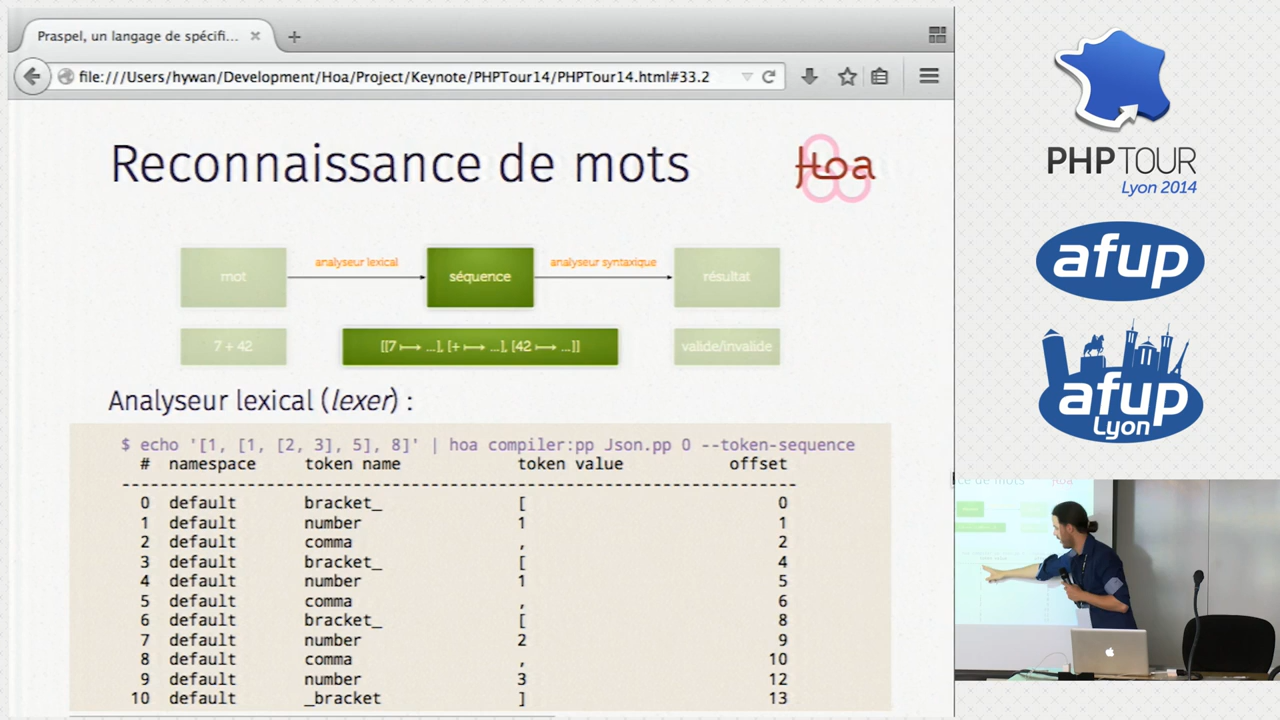 Praspel, un langage de spécifi...
file:///Users/hywan/Development/Hoa/Project/Keynote/PHPTour14/PHPTour14.html#33.2
Reconnaissance de mots
Hoa
mot
analyseur lexical
séquence
analyseur syntaxique
résultat
7 + 42
[[7 ⟼ …], [+ ⟼ …], [42 ⟼ …]]
valide/invalide
Analyseur lexical (lexer) :
$ echo '[1, [1, [2, 3], 5], 8]' | hoa compiler:pp Json.pp 0 --token-sequence
# namespace token name token value offset
--------------------------------------------------------------------
0 default bracket_ [ 0
1 default number 1 1
2 default comma , 2
3 default bracket_ [ 4
4 default number 1 5
5 default comma , 6
6 default bracket_ [ 8
7 default number 2 9
8 default comma , 10
9 default number 3 12
10 default _bracket ] 13
PHP TOUR
Lyon 2014
afup
afup
Lyon
ce de mots Hoa